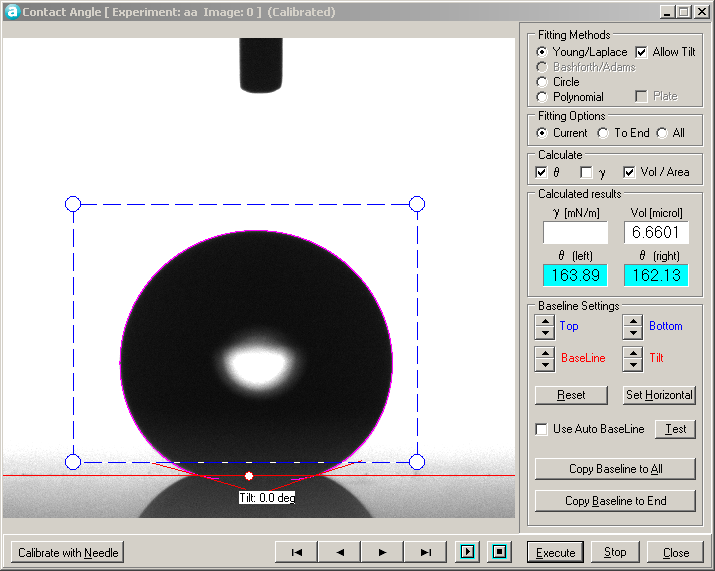 Contact Angle [ Experiment: aa Image: 0 ] (Calibrated)
Fitting Methods
Young/Laplace Allow Tilt
Bashforth/Adams
Circle
Polynomial Plate
Fitting Options
Current To End All
Calculate
θ γ Vol / Area
Calculated results
γ [mN/m] Vol [microl]
6.6601
θ (left) θ (right)
163.89 162.13
Baseline Settings
Top Bottom
BaseLine Tilt
Reset Set Horizontal
Use Auto BaseLine Test
Copy Baseline to All
Copy Baseline to End
Tilt: 0.0 deg
Calibrate with Needle Execute Stop Close